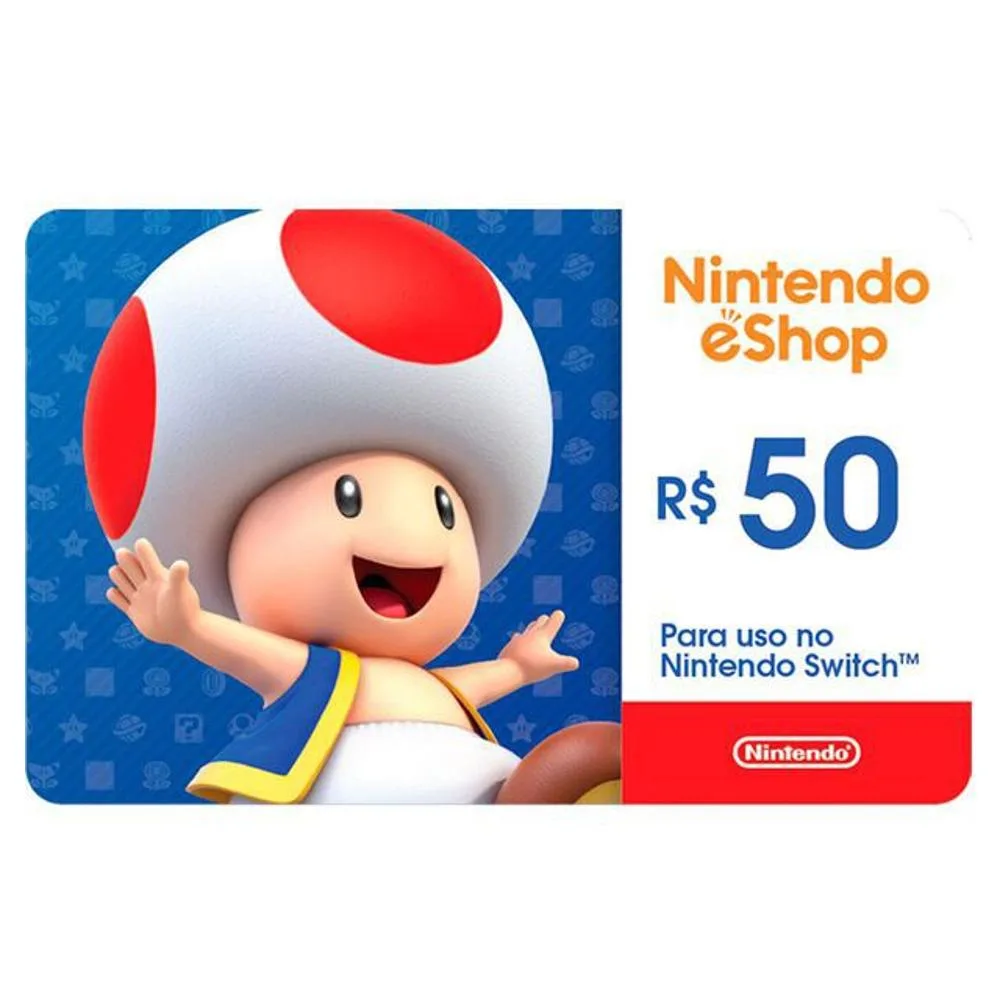 Nintendo
eShop
R$ 50
Para uso no
Nintendo Switch™
Nintendo®